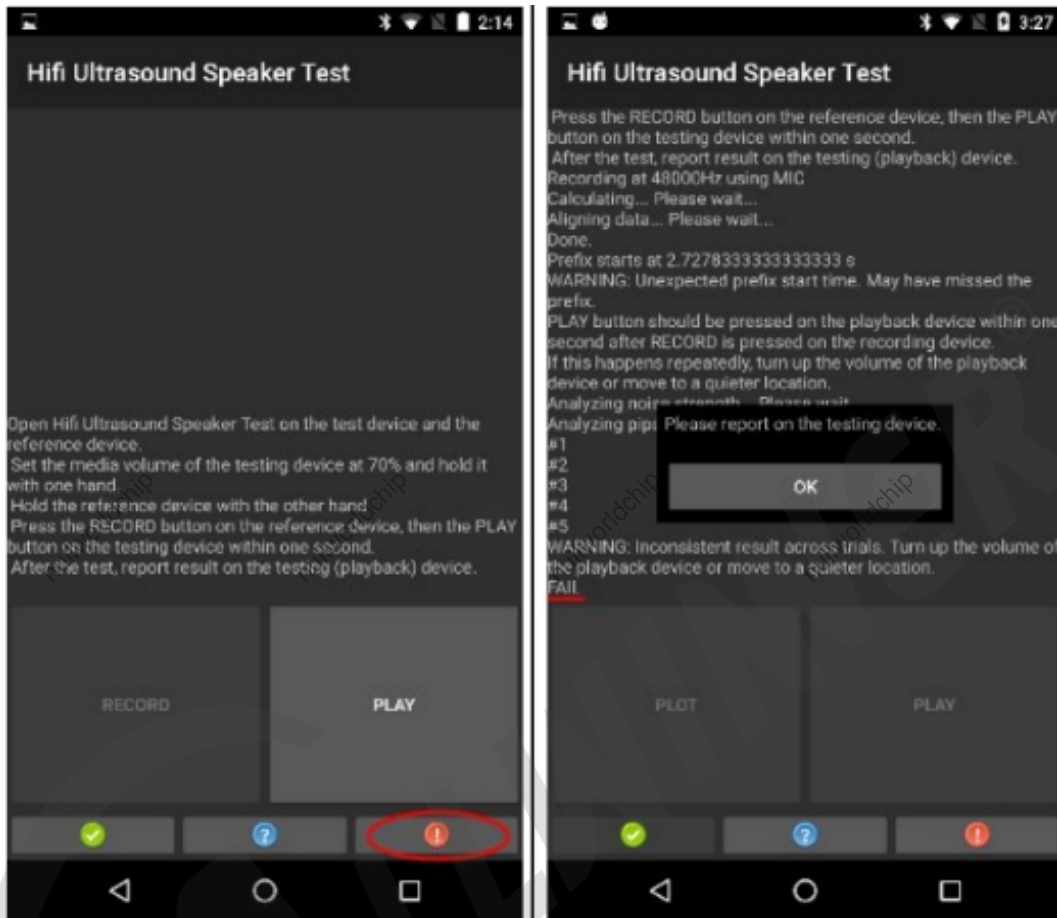 2:14
Hifi Ultrasound Speaker Test
Open Hifi Ultrasound Speaker Test on the test device and the
reference device.
Set the media volume of the testing device at 70% and hold it
with one hand
Hold the reference device with the other hand
Press the RECORD button on the reference device, then the PLAY
button on the testing device within one second.
After the test, report result on the testing (playback) device.
RECORD
PLAY
3:27
Hifi Ultrasound Speaker Test
Press the RECORD button on the reference device, then the PLAY
button on the testing device within one second.
After the test, report result on the testing (playback) device.
Recording at 48000Hz using MIC
Calculating... Please wait...
Aligning data... Please wait...
Done.
Prefix starts at 2.7278333333333333 s
WARNING: Unexpected prefix start time. May have missed the
prefix.
PLAY button should be pressed on the playback device within one
second after RECORD is pressed on the recording device.
If this happens repeatedly, turn up the volume of the playback
device or move to a quieter location.
Analyzing noise strength... Please wait...
Analyzing pips
Please report on the testing device.
OK
#1
#2
#3
#4
#5
WARNING: Inconsistent result across trials. Turn up the volume of
the playback device or move to a quieter location.
FAIL
PLOT
PLAY